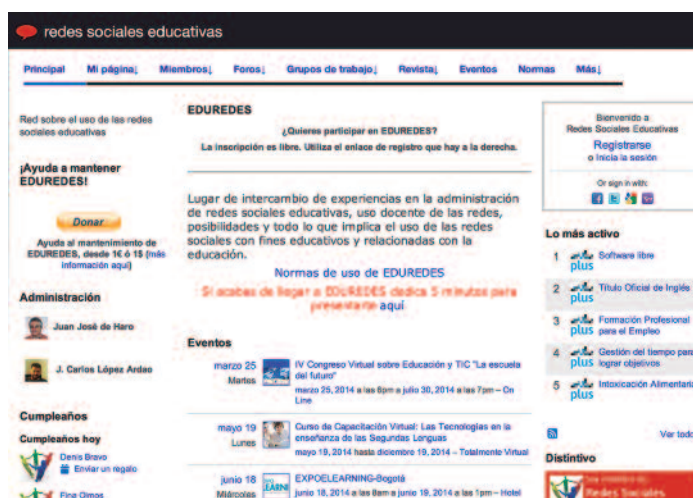 redes sociales educativas
Principal Mi página↓ Miembros↓ Foros↓ Grupos de trabajo↓ Revista↓ Eventos Normas Más↓
Red sobre el uso de las redes
sociales educativas
¡Ayuda a mantener
EDUREDES!
Donar
Ayuda al mantenimiento de
EDUREDES, desde 1€ ó 1$ (más
información aquí)
Administración
Juan José de Haro
J. Carlos López Ardao
Cumpleaños
Cumpleaños hoy
Denis Bravo
Enviar un regalo
Fina Olmos
EDUREDES
¿Quieres participar en EDUREDES?
La inscripción es libre. Utiliza el enlace de registro que hay a la derecha.
Lugar de intercambio de experiencias en la administración
de redes sociales educativas, uso docente de las redes,
posibilidades y todo lo que implica el uso de las redes
sociales con fines educativos y relacionadas con la
educación.
Normas de uso de EDUREDES
Si acabas de llegar a EDUREDES dedica 5 minutos para
presentarte aquí
Eventos
marzo 25
Martes
IV Congreso Virtual sobre Educación y TIC "La escuela
del futuro"
marzo 25, 2014 a las 6pm a julio 30, 2014 a las 7pm – On
Line
mayo 19
Lunes
Curso de Capacitación Virtual: Las Tecnologías en la
enseñanza de las Segundas Lenguas
mayo 19, 2014 hasta diciembre 19, 2014 – Totalmente Virtual
junio 18
Miércoles
EXPOELEARNING-Bogotá
junio 18, 2014 a las 8am a junio 19, 2014 a las 1pm – Hotel
Bienvenido a
Redes Sociales Educativas
Registrarse
o Inicia la sesión
Or sign in with:
Lo más activo
1 plus Software libre
2 plus Título Oficial de Inglés
3 plus Formación Profesional
para el Empleo
4 plus Gestión del tiempo para
lograr objetivos
5 plus Intoxicación Alimentaria
Ver todo
Distintivo
Redes Sociales